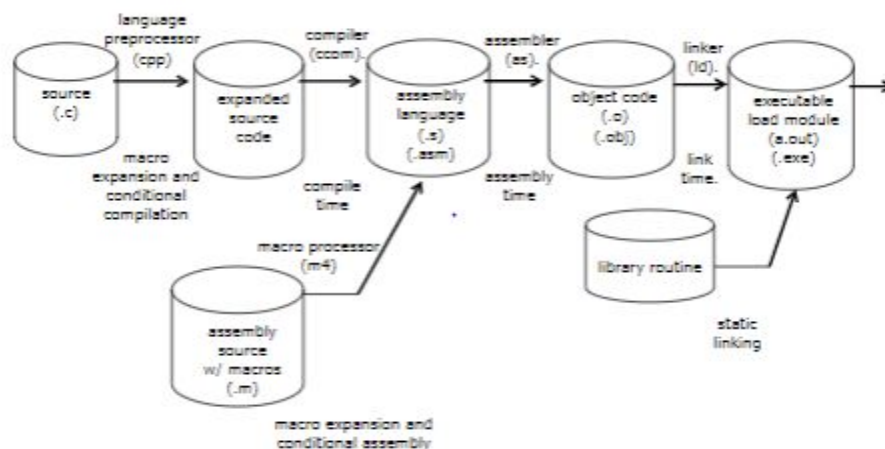 language
preprocessor
(cpp)
compiler
(ccom).
assembler
(as).
linker
(ld).
source
(.c)
expanded
source
code
assembly
language
(.s)
(.asm)
object code
(.o)
(.obj)
executable
load module
(a.out)
(.exe)
macro
expansion and
conditional
compilation
compile
time
assembly
time
link
time.
macro processor
(m4)
library routine
assembly
source
w/ macros
(.m)
static
linking
macro expansion and
conditional assembly